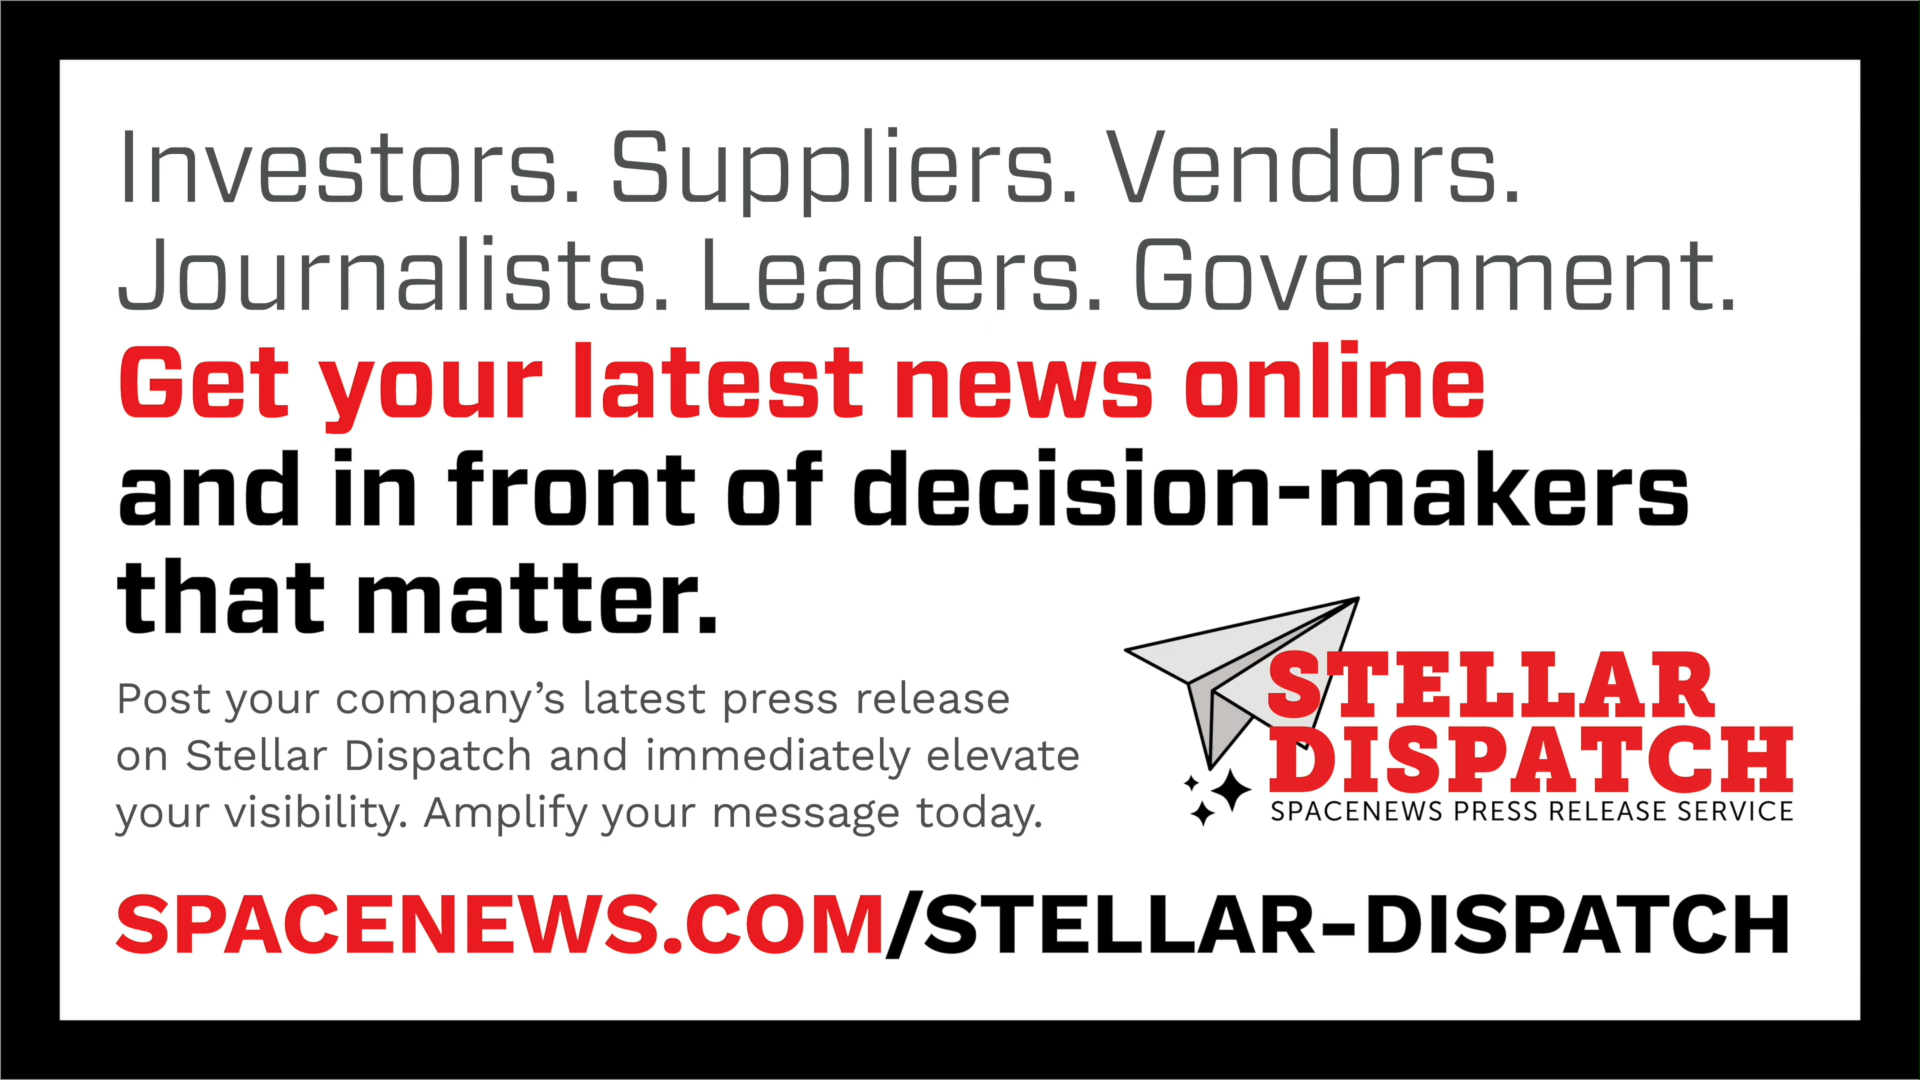 Investors. Suppliers. Vendors.
Journalists. Leaders. Government.
Get your latest news online
and in front of decision-makers
that matter.
Post your company’s latest press release
on Stellar Dispatch and immediately elevate
your visibility. Amplify your message today.
STELLAR
DISPATCH
SPACENEWS PRESS RELEASE SERVICE
SPACENEWS.COM/STELLAR-DISPATCH